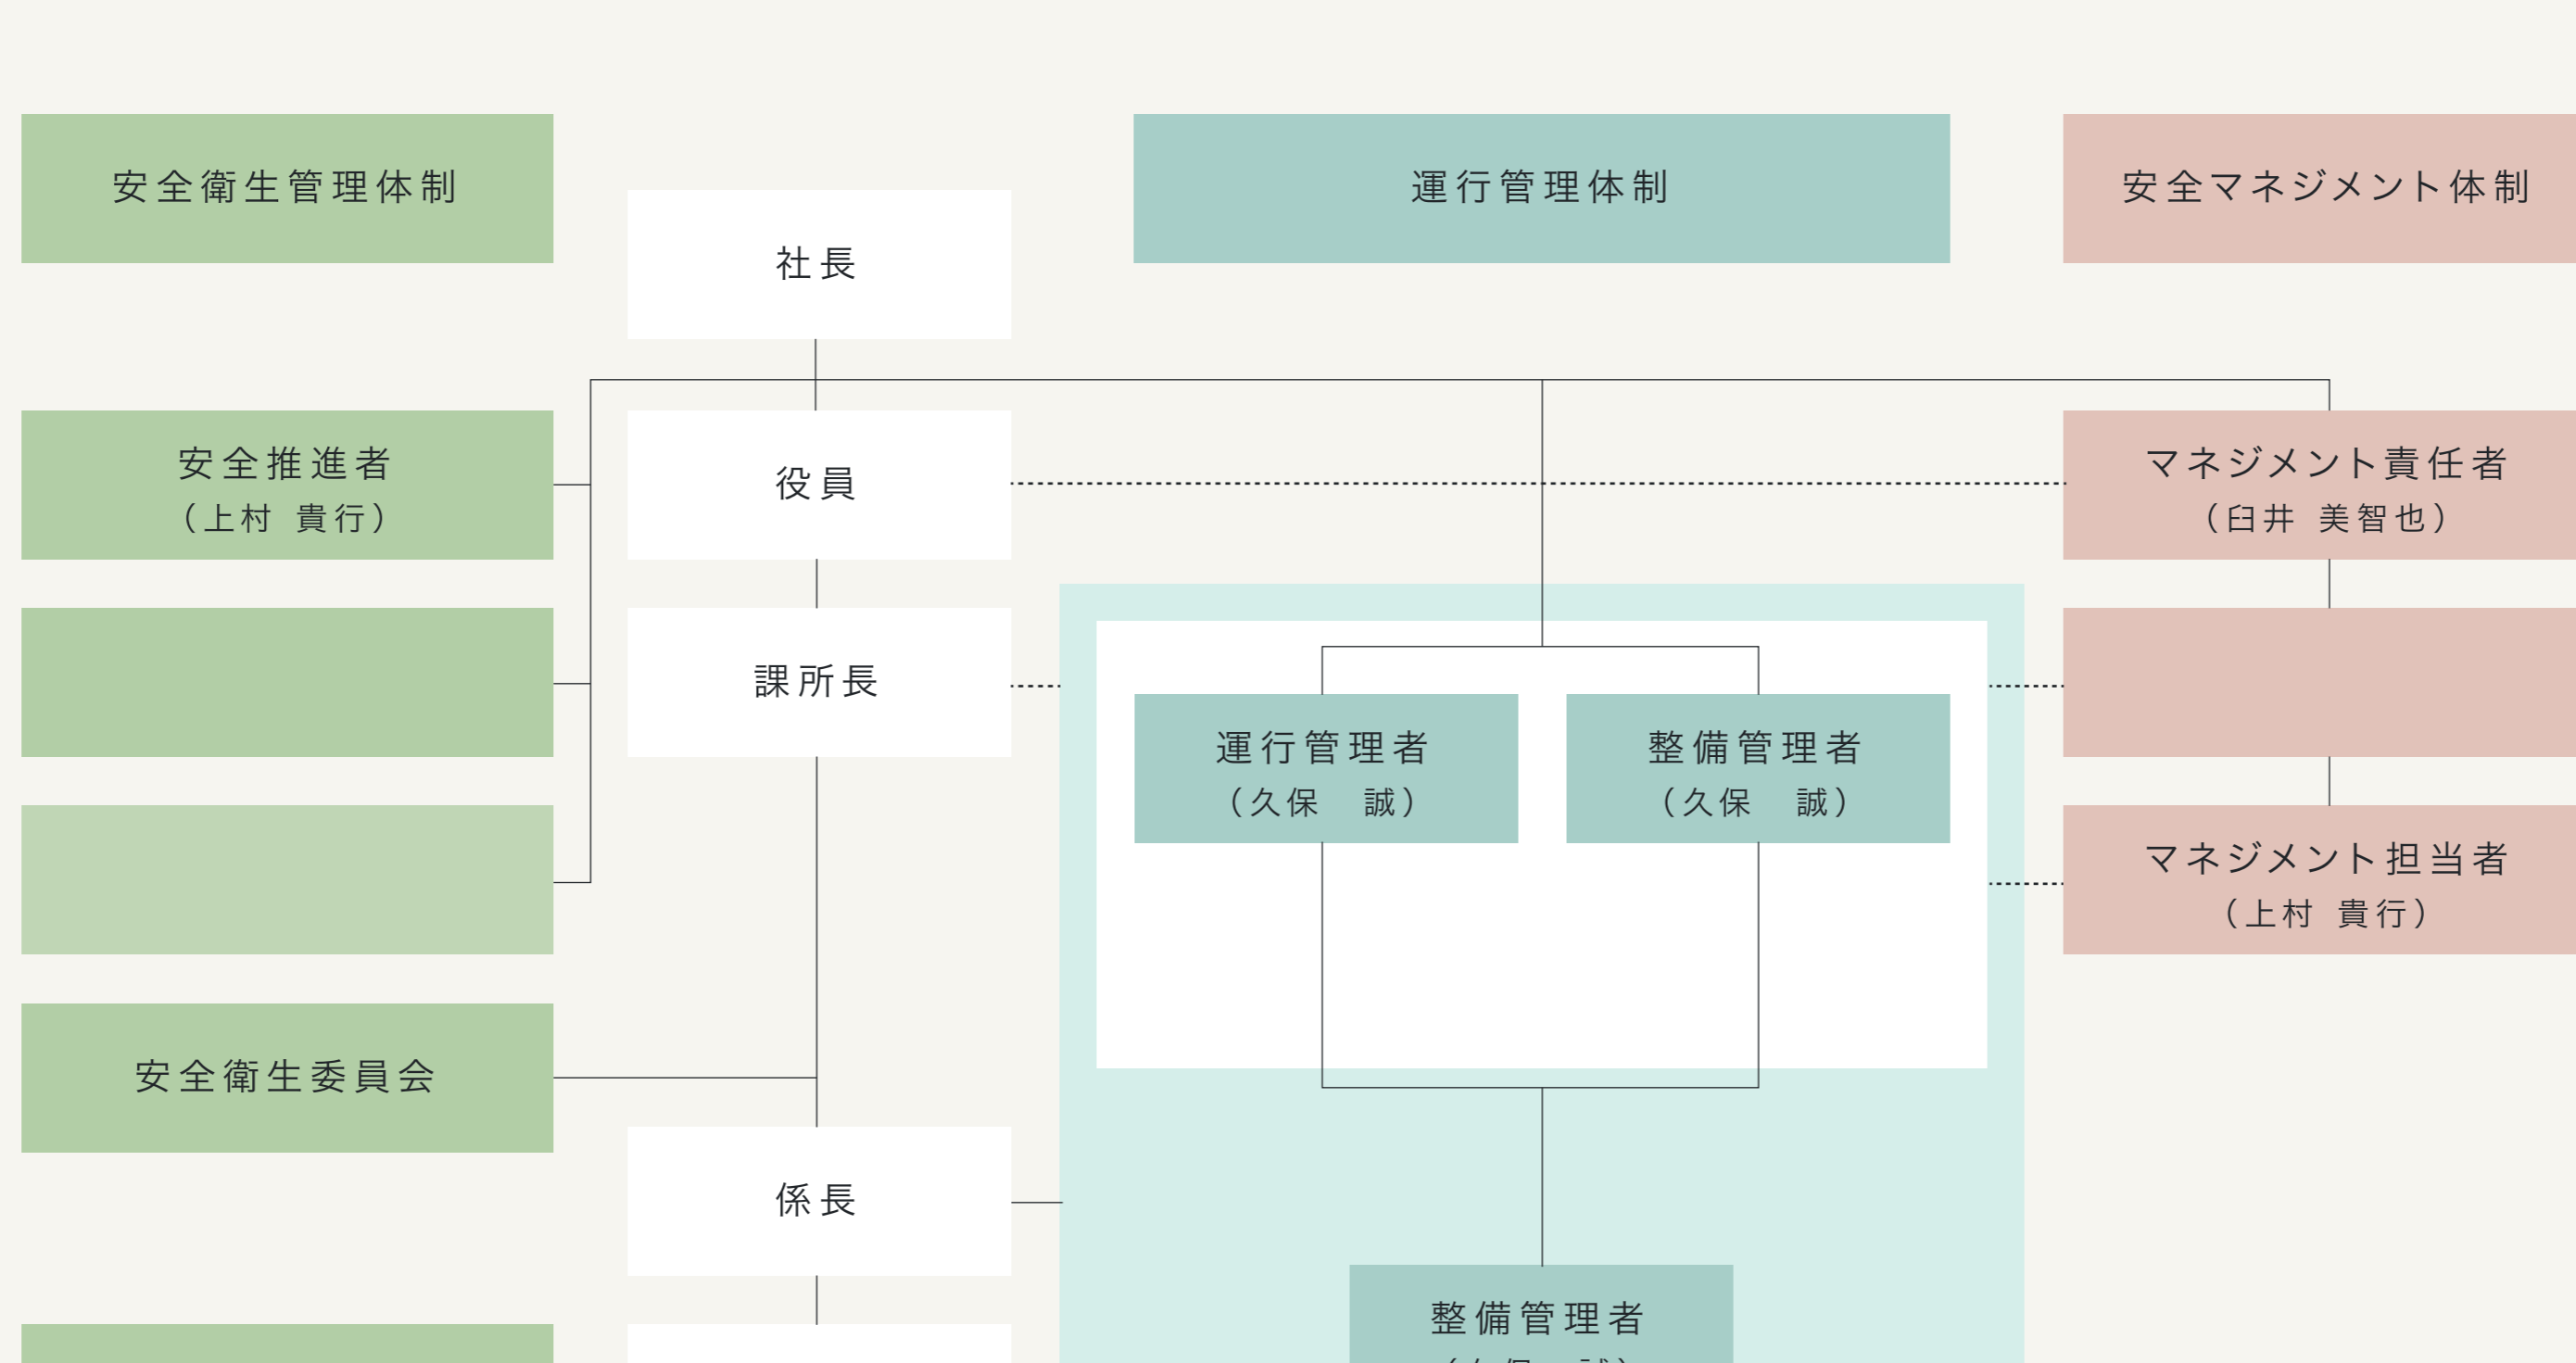 安全衛生管理体制
社長
運行管理体制
安全マネジメント体制
安全推進者
（上村 貴行）
役員
マネジメント責任者
（臼井 美智也）
課所長
運行管理者
（久保　誠）
整備管理者
（久保　誠）
マネジメント担当者
（上村 貴行）
安全衛生委員会
係長
整備管理者